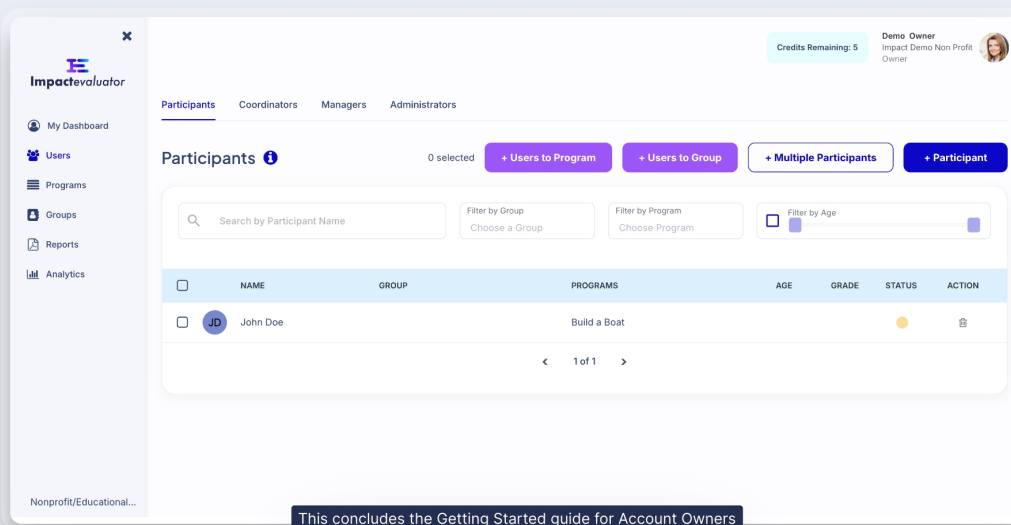 Impactevaluator
My Dashboard
Users
Programs
Groups
Reports
Analytics
Nonprofit/Educational...
Credits Remaining: 5
Demo Owner
Impact Demo Non Profit
Owner
Participants Coordinators Managers Administrators
Participants
0 selected + Users to Program + Users to Group + Multiple Participants + Participant
Search by Participant Name
Filter by Group
Choose a Group
Filter by Program
Choose Program
Filter by Age
NAME GROUP PROGRAMS AGE GRADE STATUS ACTION
JD John Doe Build a Boat
1 of 1
This concludes the Getting Started guide for Account Owners